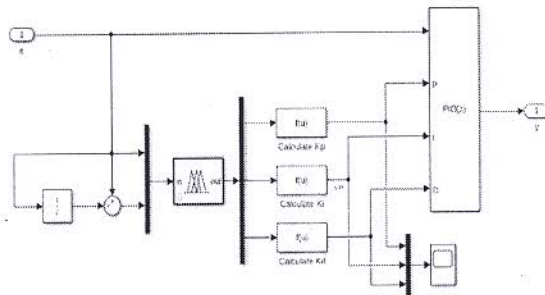 1
e
PID(s)
P
I
D
1
y
f(u)
Calculate Kp
in
out
f(u)
Calculate Ki
f(u)
Calculate Kd
1
z